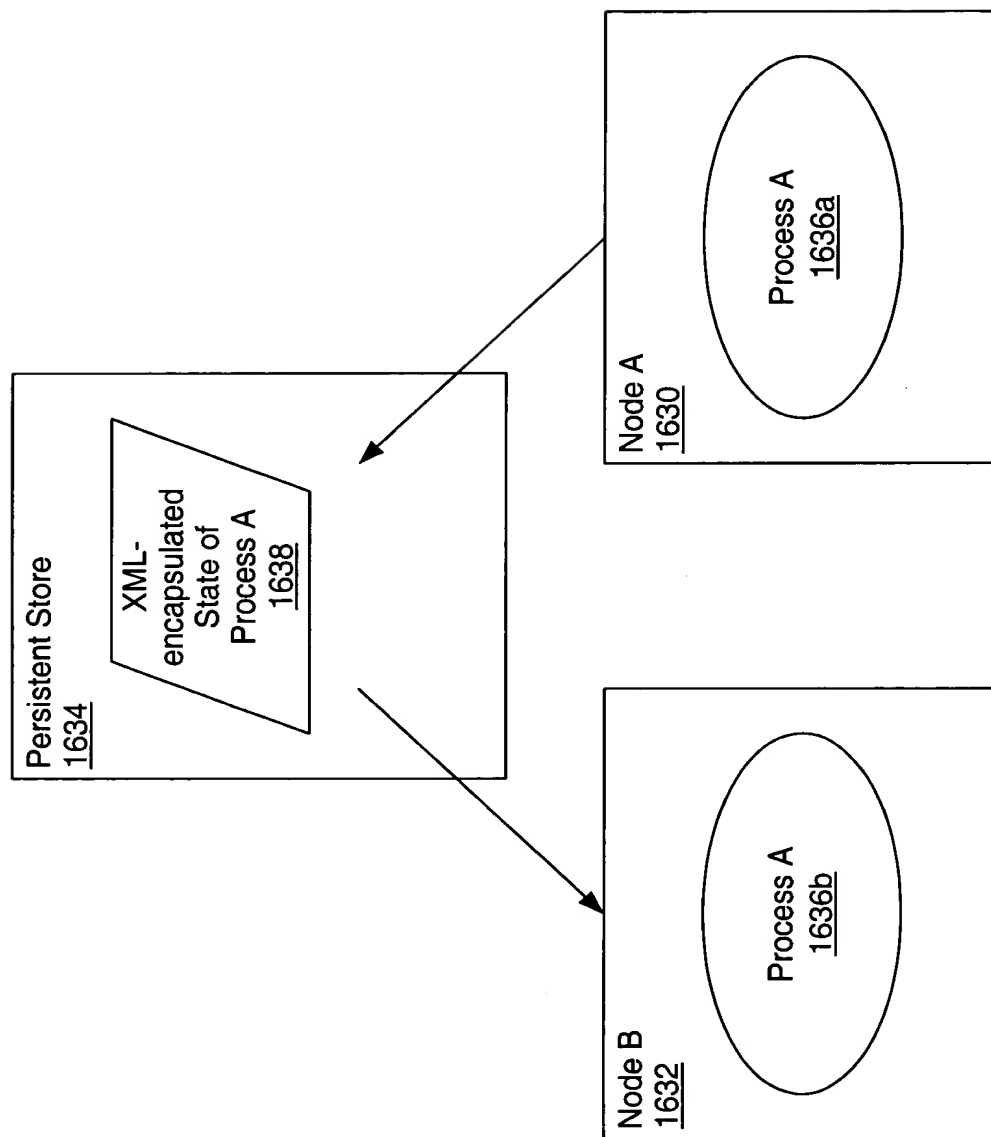 Persistent Store
1634
XML-
encapsulated
State of
Process A
1638
Node B
1632
Process A
1636b
Node A
1630
Process A
1636a